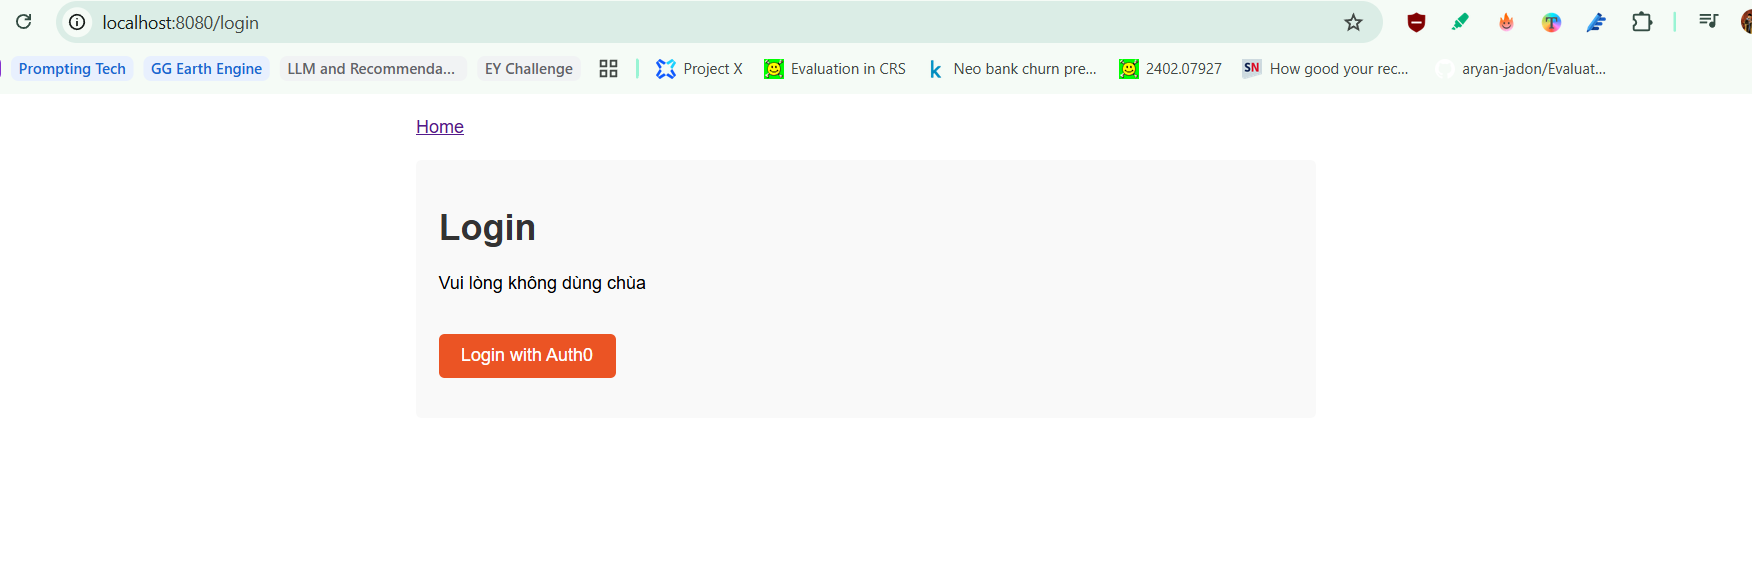 localhost:8080/login
Prompting Tech GG Earth Engine LLM and Recommenda... EY Challenge Project X Evaluation in CRS k Neo bank churn pre... 2402.07927 SN How good your rec... aryan-jadon/Evaluat...
Home
Login
Vui lòng không dùng chùa
Login with Auth0